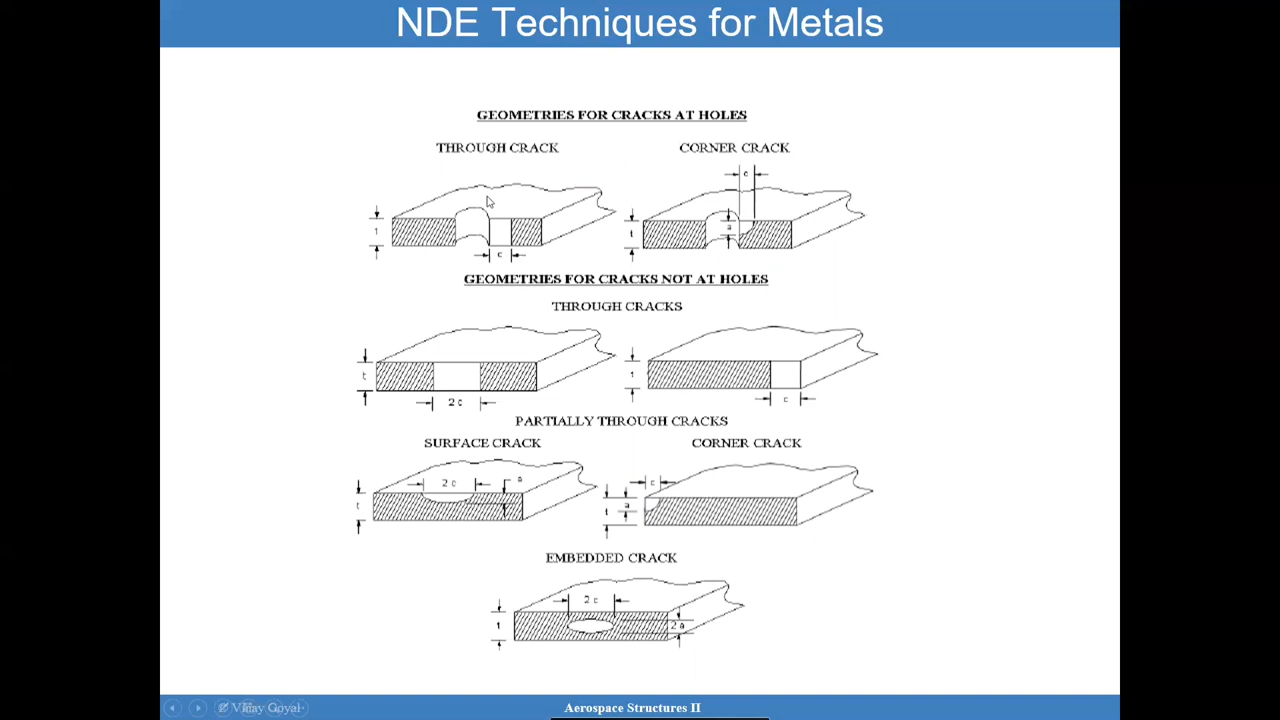 NDE Techniques for Metals
GEOMETRIES FOR CRACKS AT HOLES
THROUGH CRACK
CORNER CRACK
c
t
c
t
a
GEOMETRIES FOR CRACKS NOT AT HOLES
THROUGH CRACKS
t
2 c
t
c
PARTIALLY THROUGH CRACKS
SURFACE CRACK
CORNER CRACK
2 c
a
t
c
a
t
EMBEDDED CRACK
2 c
t
2 a
Vijay Goyal
Aerospace Structures II